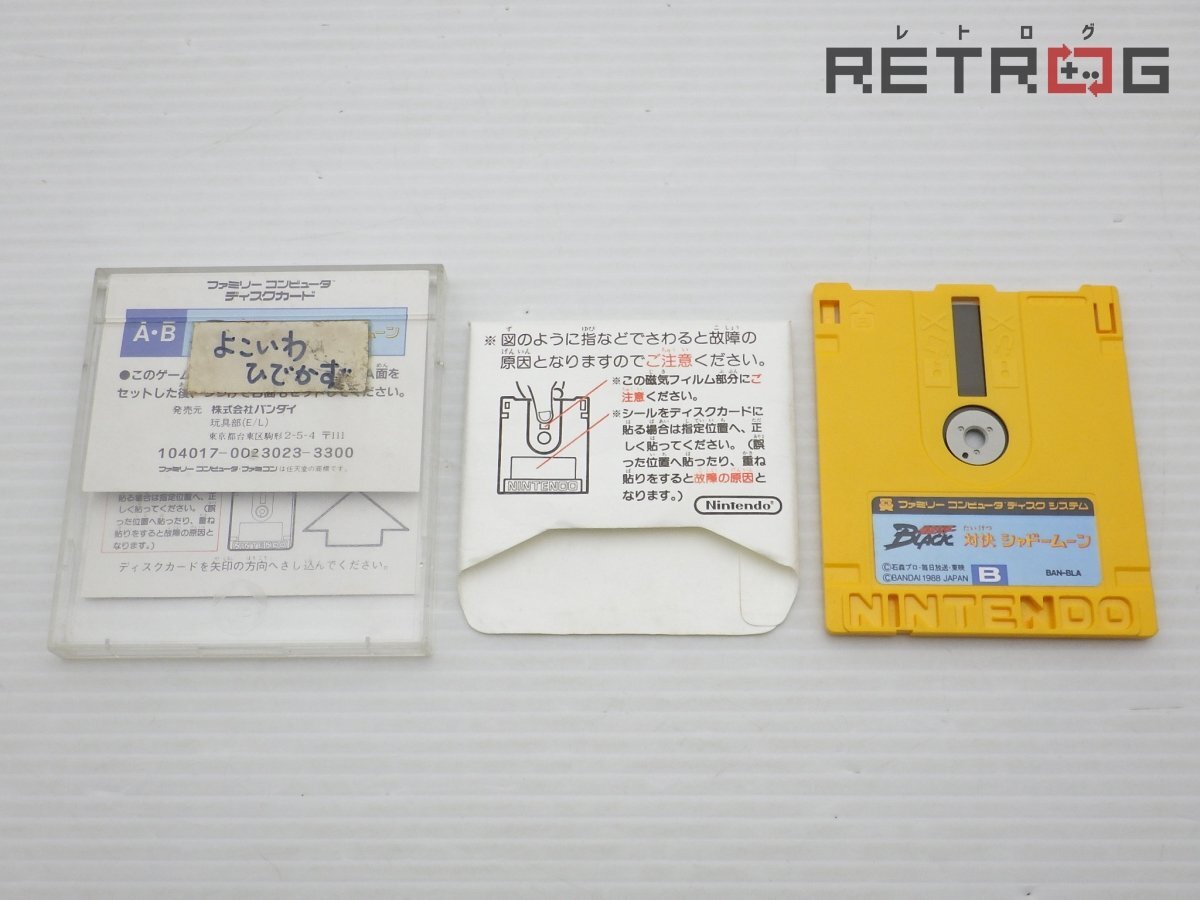 レトログ
RETROG
ファミリー コンピュータ™
ディスクカード
A・B
ムーン
よこいわ
ひでかず
●このゲーム
面を
セットした後
発売元 株式会社バンダイ
玩具部(E/L)
東京都台東区駒形2-5-4 〒111
104017-0023023-3300
ファミリー コンピュータ・ファミコンは任天堂の商標です。
貼る場合は指定位置へ、正
しく貼ってください。(誤
った位置へ貼ったり、重ね
貼りをすると故障の原因と
なります。)
NINTENDO
ディスクカードを矢印の方向へさし込んでください。
※ 図のように指などでさわると故障の
原因となりますのでご注意ください。
※この磁気フィルム部分にご
注意ください。
※シールをディスクカードに
貼る場合は指定位置へ、正
しく貼ってください。(誤
った位置へ貼ったり、重ね
貼りをすると故障の原因と
なります。)
NINTENDO
Nintendo
ファミリー コンピュータ ディスク システム
BLACK 対決 シャドームーン
たいけつ
©石森プロ・毎日放送・東映
©BANDAI 1988 JAPAN B BAN-BLA
NINTENDO